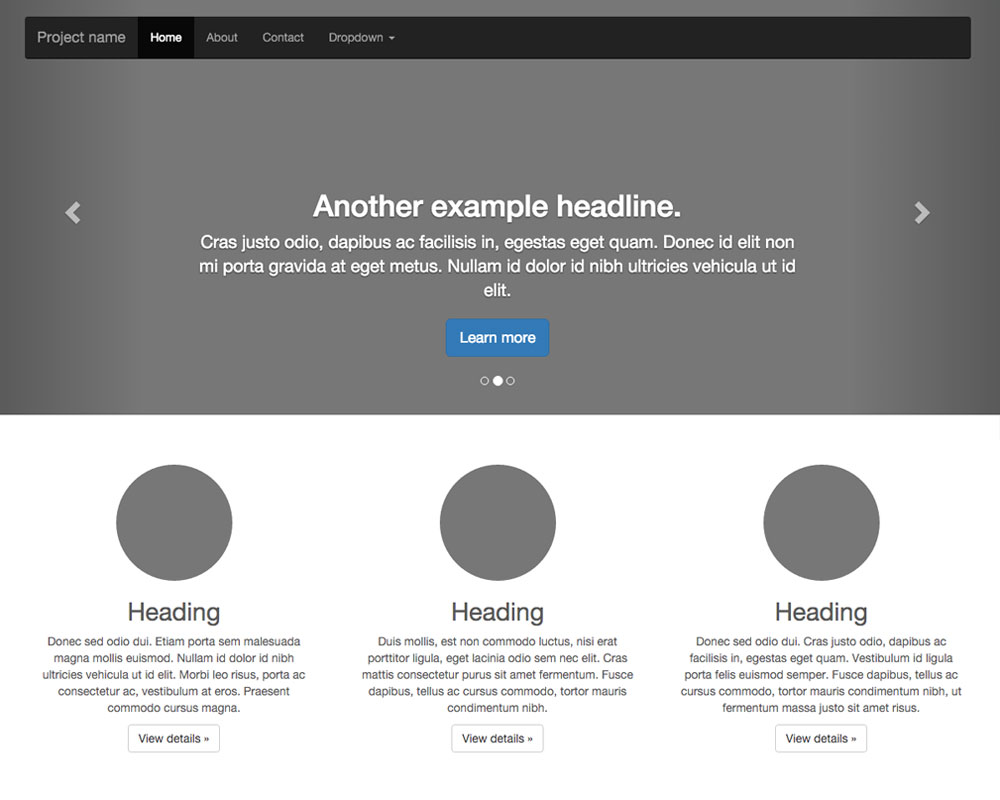 Project name Home About Contact Dropdown
Another example headline.
Cras justo odio, dapibus ac facilisis in, egestas eget quam. Donec id elit non
mi porta gravida at eget metus. Nullam id dolor id nibh ultricies vehicula ut id
elit.
Learn more
Heading
Donec sed odio dui. Etiam porta sem malesuada
magna mollis euismod. Nullam id dolor id nibh
ultricies vehicula ut id elit. Morbi leo risus, porta ac
consectetur ac, vestibulum at eros. Praesent
commodo cursus magna.
View details »
Heading
Duis mollis, est non commodo luctus, nisi erat
porttitor ligula, eget lacinia odio sem nec elit. Cras
mattis consectetur purus sit amet fermentum. Fusce
dapibus, tellus ac cursus commodo, tortor mauris
condimentum nibh.
View details »
Heading
Donec sed odio dui. Cras justo odio, dapibus ac
facilisis in, egestas eget quam. Vestibulum id ligula
porta felis euismod semper. Fusce dapibus, tellus ac
cursus commodo, tortor mauris condimentum nibh, ut
fermentum massa justo sit amet risus.
View details »